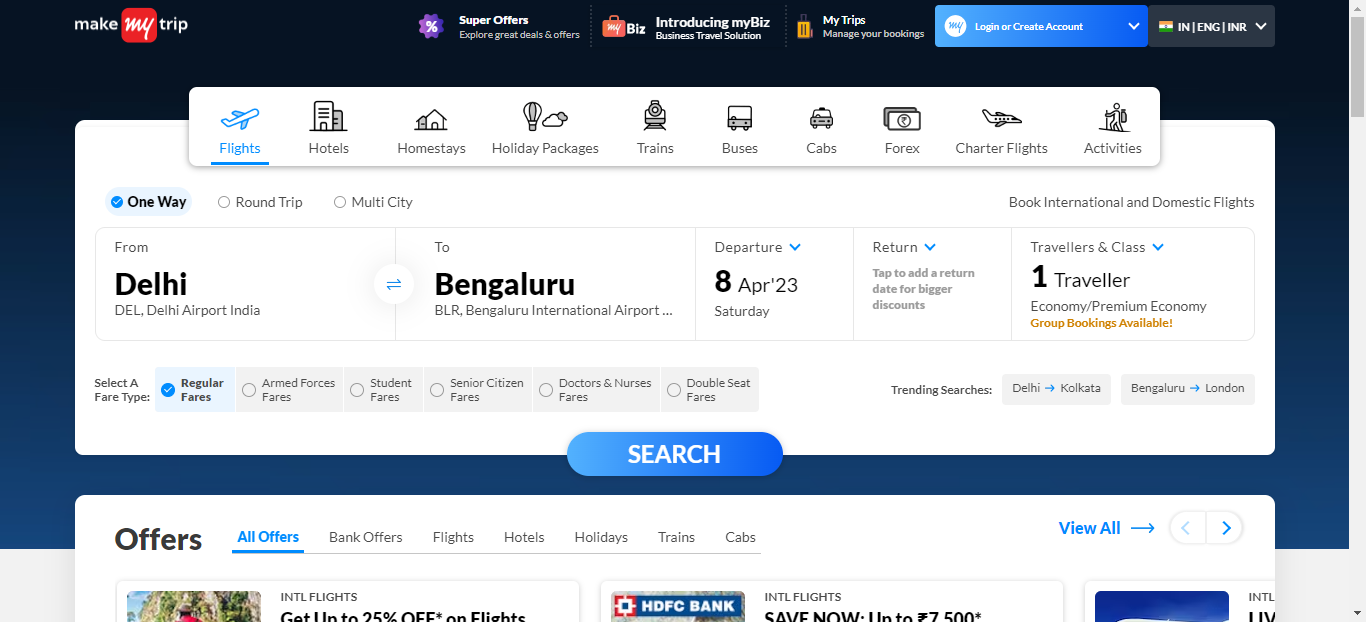 make my trip
%
Super Offers
Explore great deals & offers
my Biz
Introducing myBiz
Business Travel Solution
My Trips
Manage your bookings
my
Login or Create Account
IN | ENG | INR
Flights
Hotels
Homestays
Holiday Packages
Trains
Buses
Cabs
Forex
Charter Flights
Activities
One Way
Round Trip
Multi City
Book International and Domestic Flights
From
Delhi
DEL, Delhi Airport India
To
Bengaluru
BLR, Bengaluru International Airport ...
Departure
8 Apr'23
Saturday
Return
Tap to add a return
date for bigger
discounts
Travellers & Class
1 Traveller
Economy/Premium Economy
Group Bookings Available!
Select A
Fare Type:
Regular
Fares
Armed Forces
Fares
Student
Fares
Senior Citizen
Fares
Doctors & Nurses
Fares
Double Seat
Fares
Trending Searches:
Delhi → Kolkata
Bengaluru → London
SEARCH
Offers
All Offers
Bank Offers
Flights
Hotels
Holidays
Trains
Cabs
View All
INTL FLIGHTS
Get Up to 25% OFF* on Flights
HDFC BANK
INTL FLIGHTS
SAVE NOW: Up to ₹7,500*
INTL
LIV